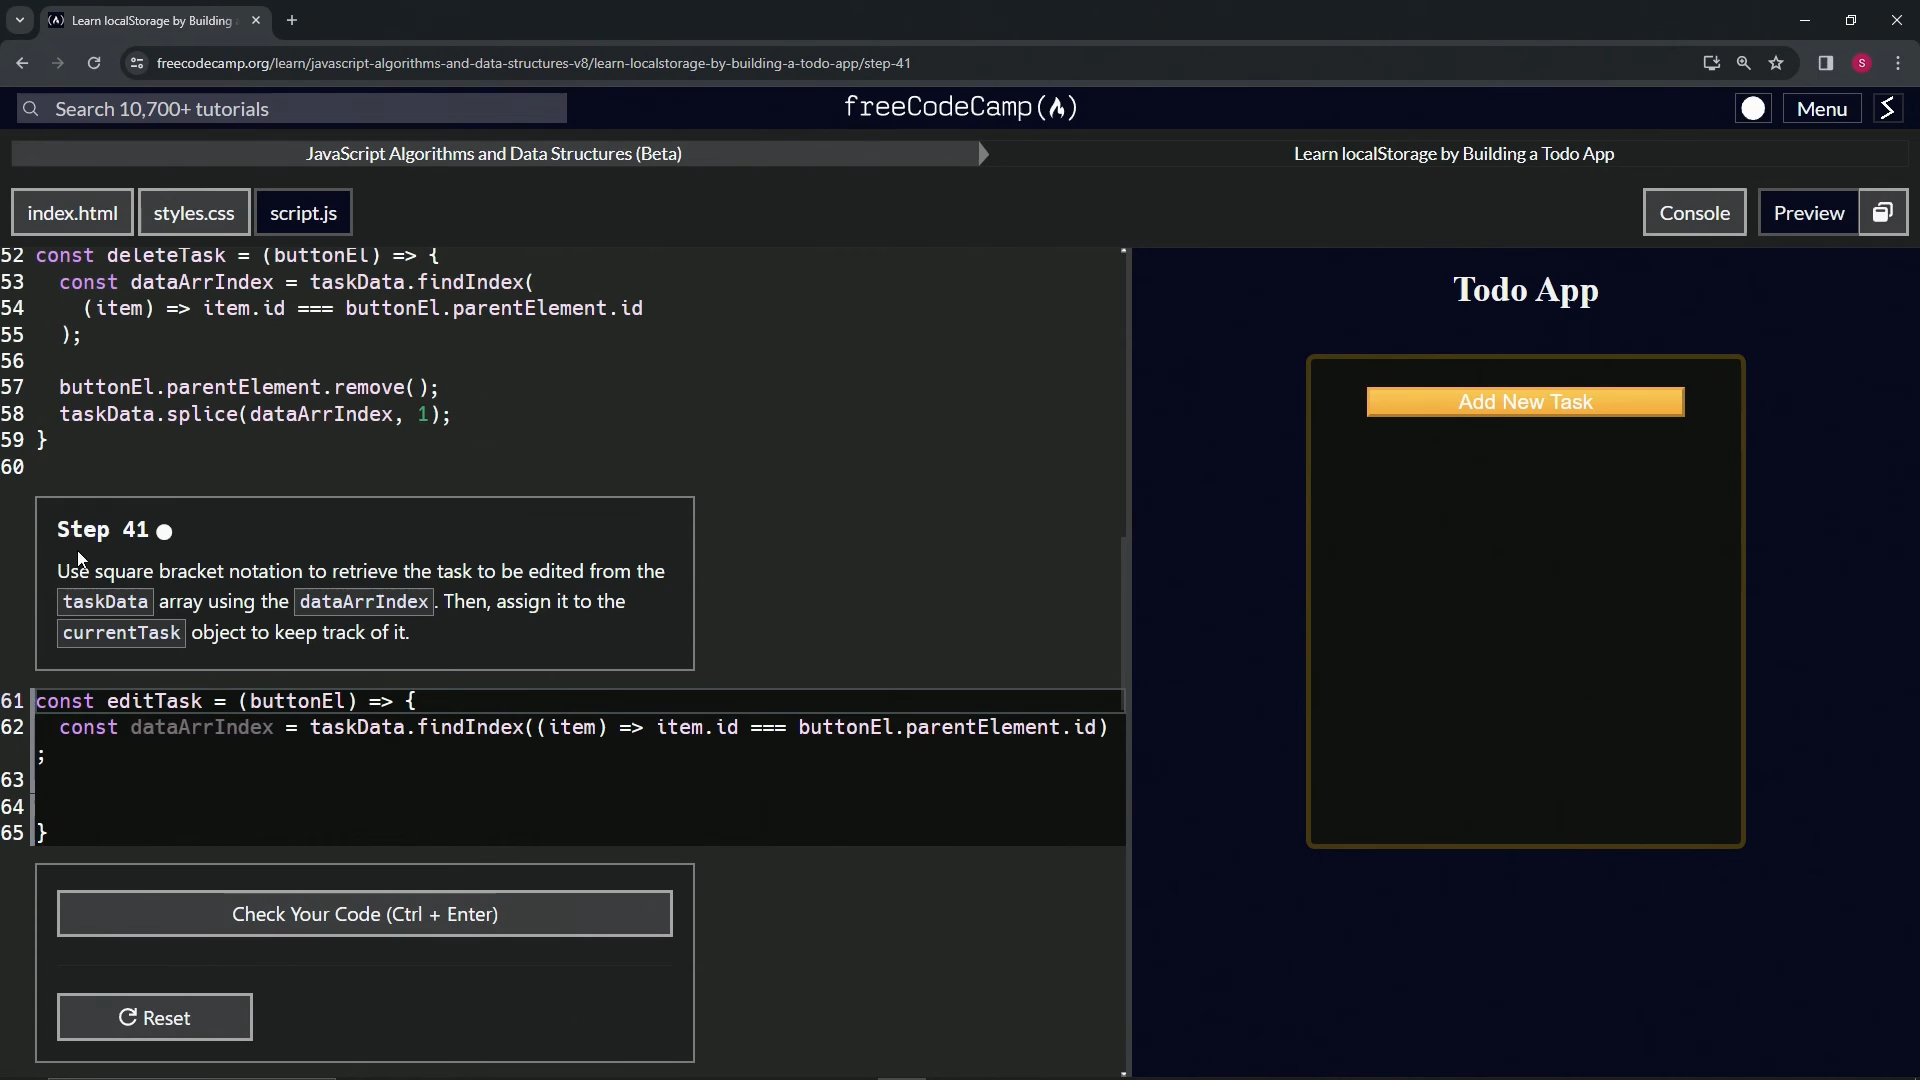 Learn localStorage by Building
freecodecamp.org/learn/javascript-algorithms-and-data-structures-v8/learn-localstorage-by-building-a-todo-app/step-41
S
Search 10,700+ tutorials
freeCodeCamp
Menu
JavaScript Algorithms and Data Structures (Beta)
Learn localStorage by Building a Todo App
index.html
styles.css
script.js
Console
Preview
52 const deleteTask = (buttonEl) => {
53 const dataArrIndex = taskData.findIndex(
54 (item) => item.id === buttonEl.parentElement.id
55 );
56
57 buttonEl.parentElement.remove();
58 taskData.splice(dataArrIndex, 1);
59 }
60
Step 41
Use square bracket notation to retrieve the task to be edited from the
taskData array using the dataArrIndex. Then, assign it to the
currentTask object to keep track of it.
61 const editTask = (buttonEl) => {
62 const dataArrIndex = taskData.findIndex((item) => item.id === buttonEl.parentElement.id)
;
63
64
65 }
Check Your Code (Ctrl + Enter)
Reset
Todo App
Add New Task